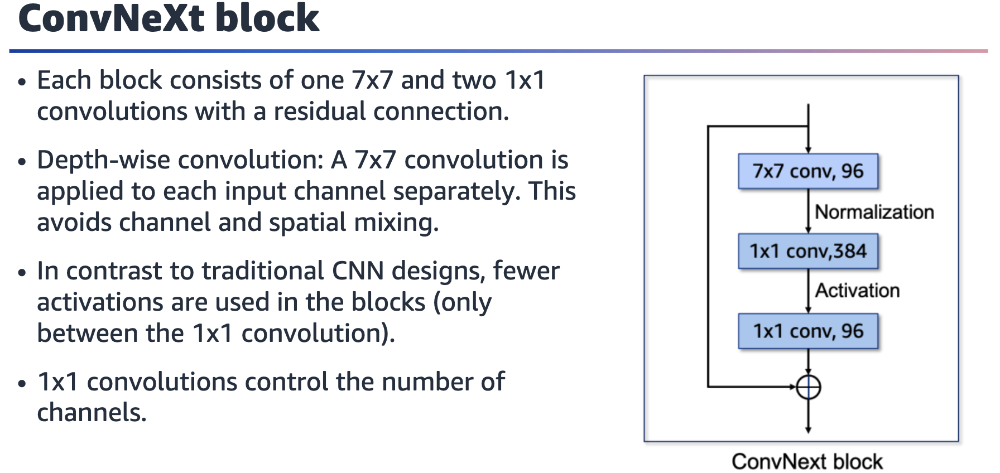 ConvNeXt block
• Each block consists of one 7x7 and two 1x1
convolutions with a residual connection.
• Depth-wise convolution: A 7x7 convolution is
applied to each input channel separately. This
avoids channel and spatial mixing.
• In contrast to traditional CNN designs, fewer
activations are used in the blocks (only
between the 1x1 convolution).
• 1x1 convolutions control the number of
channels.
7x7 conv, 96
Normalization
1x1 conv,384
Activation
1x1 conv, 96
ConvNext block